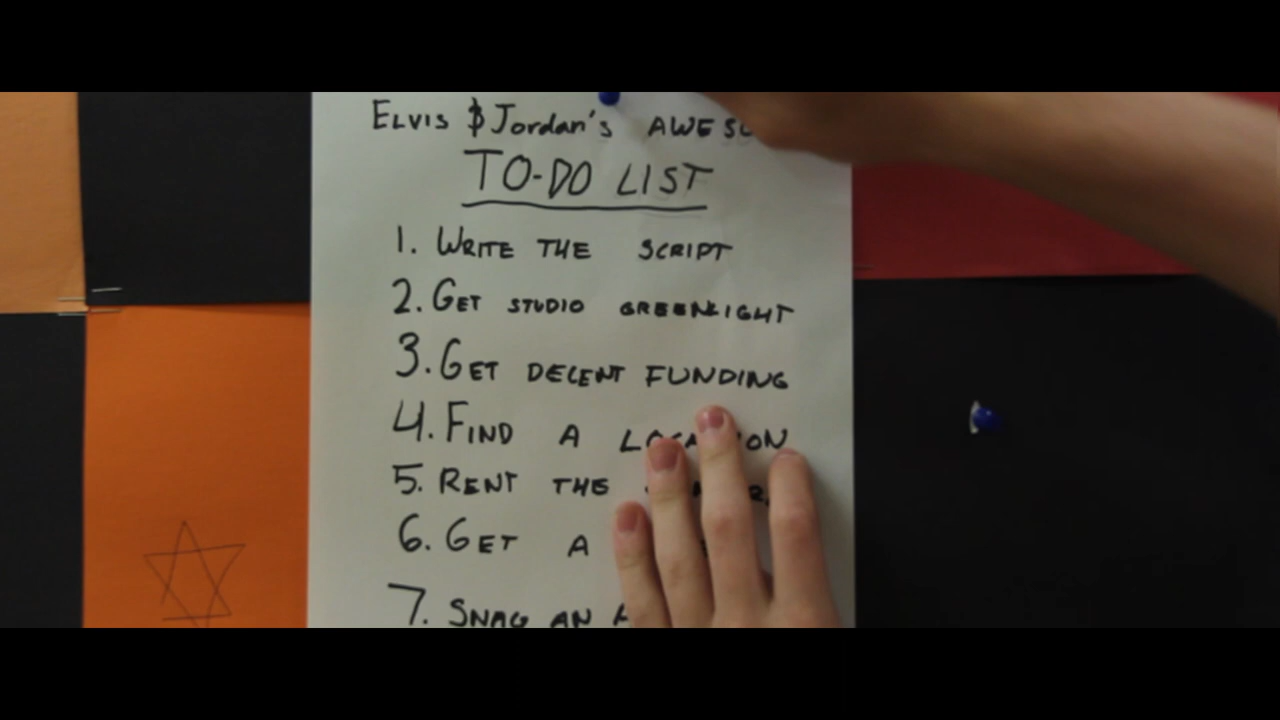 ELVIS & Jordan's
TO-DO LIST
1. WRITE THE SCRIPT
2. GET STUDIO GREENLIGHT
3. GET DECENT FUNDING
4. FIND A
5. RENT THE
6. GET A
7. SNAG AN